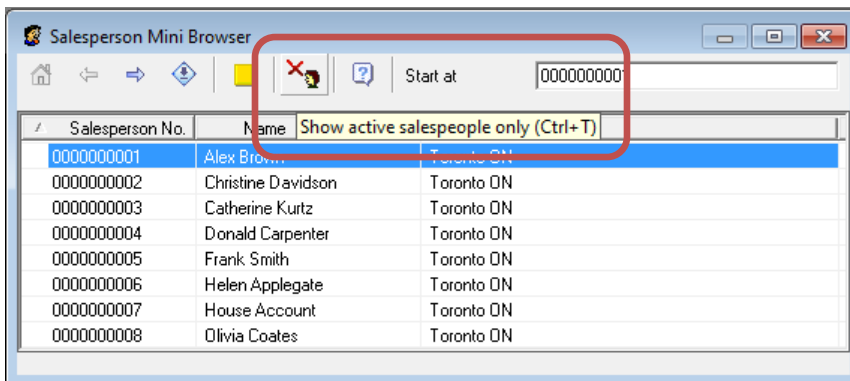 Salesperson Mini Browser
Start at 0000000001
Salesperson No. Name Show active salespeople only (Ctrl+T)
0000000001 Alex Brown Toronto ON
0000000002 Christine Davidson Toronto ON
0000000003 Catherine Kurtz Toronto ON
0000000004 Donald Carpenter Toronto ON
0000000005 Frank Smith Toronto ON
0000000006 Helen Applegate Toronto ON
0000000007 House Account Toronto ON
0000000008 Olivia Coates Toronto ON